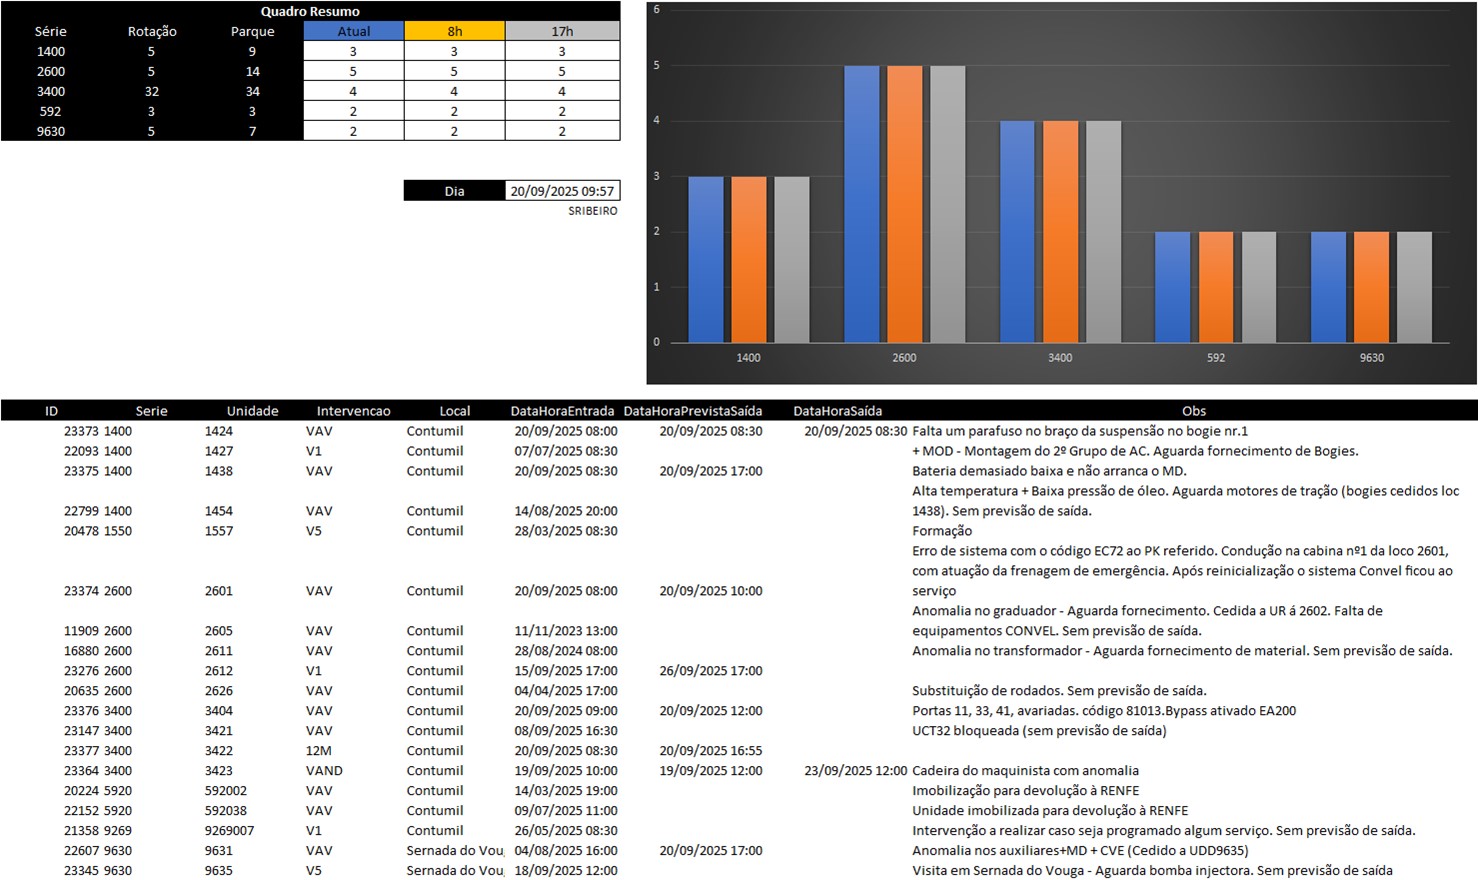 Quadro Resumo
Série Rotação Parque Atual 8h 17h
1400 5 9 3 3 3
2600 5 14 5 5 5
3400 32 34 4 4 4
592 3 3 2 2 2
9630 5 7 2 2 2
Dia 20/09/2025 09:57
SRIBEIRO
6
5
4
3
2
1
0
1400 2600 3400 592 9630
ID Serie Unidade Intervencao Local DataHoraEntrada DataHoraPrevistaSaída DataHoraSaída Obs
23373 1400 1424 VAV Contumil 20/09/2025 08:00 20/09/2025 08:30 20/09/2025 08:30 Falta um parafuso no braço da suspensão no bogie nr.1
22093 1400 1427 V1 Contumil 07/07/2025 08:30 + MOD - Montagem do 2º Grupo de AC. Aguarda fornecimento de Bogies.
23375 1400 1438 VAV Contumil 20/09/2025 08:30 20/09/2025 17:00 Bateria demasiado baixa e não arranca o MD.
Alta temperatura + Baixa pressão de óleo. Aguarda motores de tração (bogies cedidos loc
22799 1400 1454 VAV Contumil 14/08/2025 20:00 1438). Sem previsão de saída.
20478 1550 1557 V5 Contumil 28/03/2025 08:30 Formação
Erro de sistema com o código EC72 ao PK referido. Condução na cabina nº1 da loco 2601,
com atuação da frenagem de emergência. Após reinicialização o sistema Convel ficou ao
23374 2600 2601 VAV Contumil 20/09/2025 08:00 20/09/2025 10:00 serviço
Anomalia no graduador - Aguarda fornecimento. Cedida a UR á 2602. Falta de
11909 2600 2605 VAV Contumil 11/11/2023 13:00 equipamentos CONVEL. Sem previsão de saída.
16880 2600 2611 VAV Contumil 28/08/2024 08:00 Anomalia no transformador - Aguarda fornecimento de material. Sem previsão de saída.
23276 2600 2612 V1 Contumil 15/09/2025 17:00 26/09/2025 17:00
20635 2600 2626 VAV Contumil 04/04/2025 17:00 Substituição de rodados. Sem previsão de saída.
23376 3400 3404 VAV Contumil 20/09/2025 09:00 20/09/2025 12:00 Portas 11, 33, 41, avariadas. código 81013.Bypass ativado EA200
23147 3400 3421 VAV Contumil 08/09/2025 16:30 UCT32 bloqueada (sem previsão de saída)
23377 3400 3422 12M Contumil 20/09/2025 08:30 20/09/2025 16:55
23364 3400 3423 VAND Contumil 19/09/2025 10:00 19/09/2025 12:00 23/09/2025 12:00 Cadeira do maquinista com anomalia
20224 5920 592002 VAV Contumil 14/03/2025 19:00 Imobilização para devolução à RENFE
22152 5920 592038 VAV Contumil 09/07/2025 11:00 Unidade imobilizada para devolução à RENFE
21358 9269 9269007 V1 Contumil 26/05/2025 08:30 Intervenção a realizar caso seja programado algum serviço. Sem previsão de saída.
22607 9630 9631 VAV Sernada do Voug 04/08/2025 16:00 20/09/2025 17:00 Anomalia nos auxiliares+MD + CVE (Cedido a UDD9635)
23345 9630 9635 V5 Sernada do Voug 18/09/2025 12:00 Visita em Sernada do Vouga - Aguarda bomba injectora. Sem previsão de saída